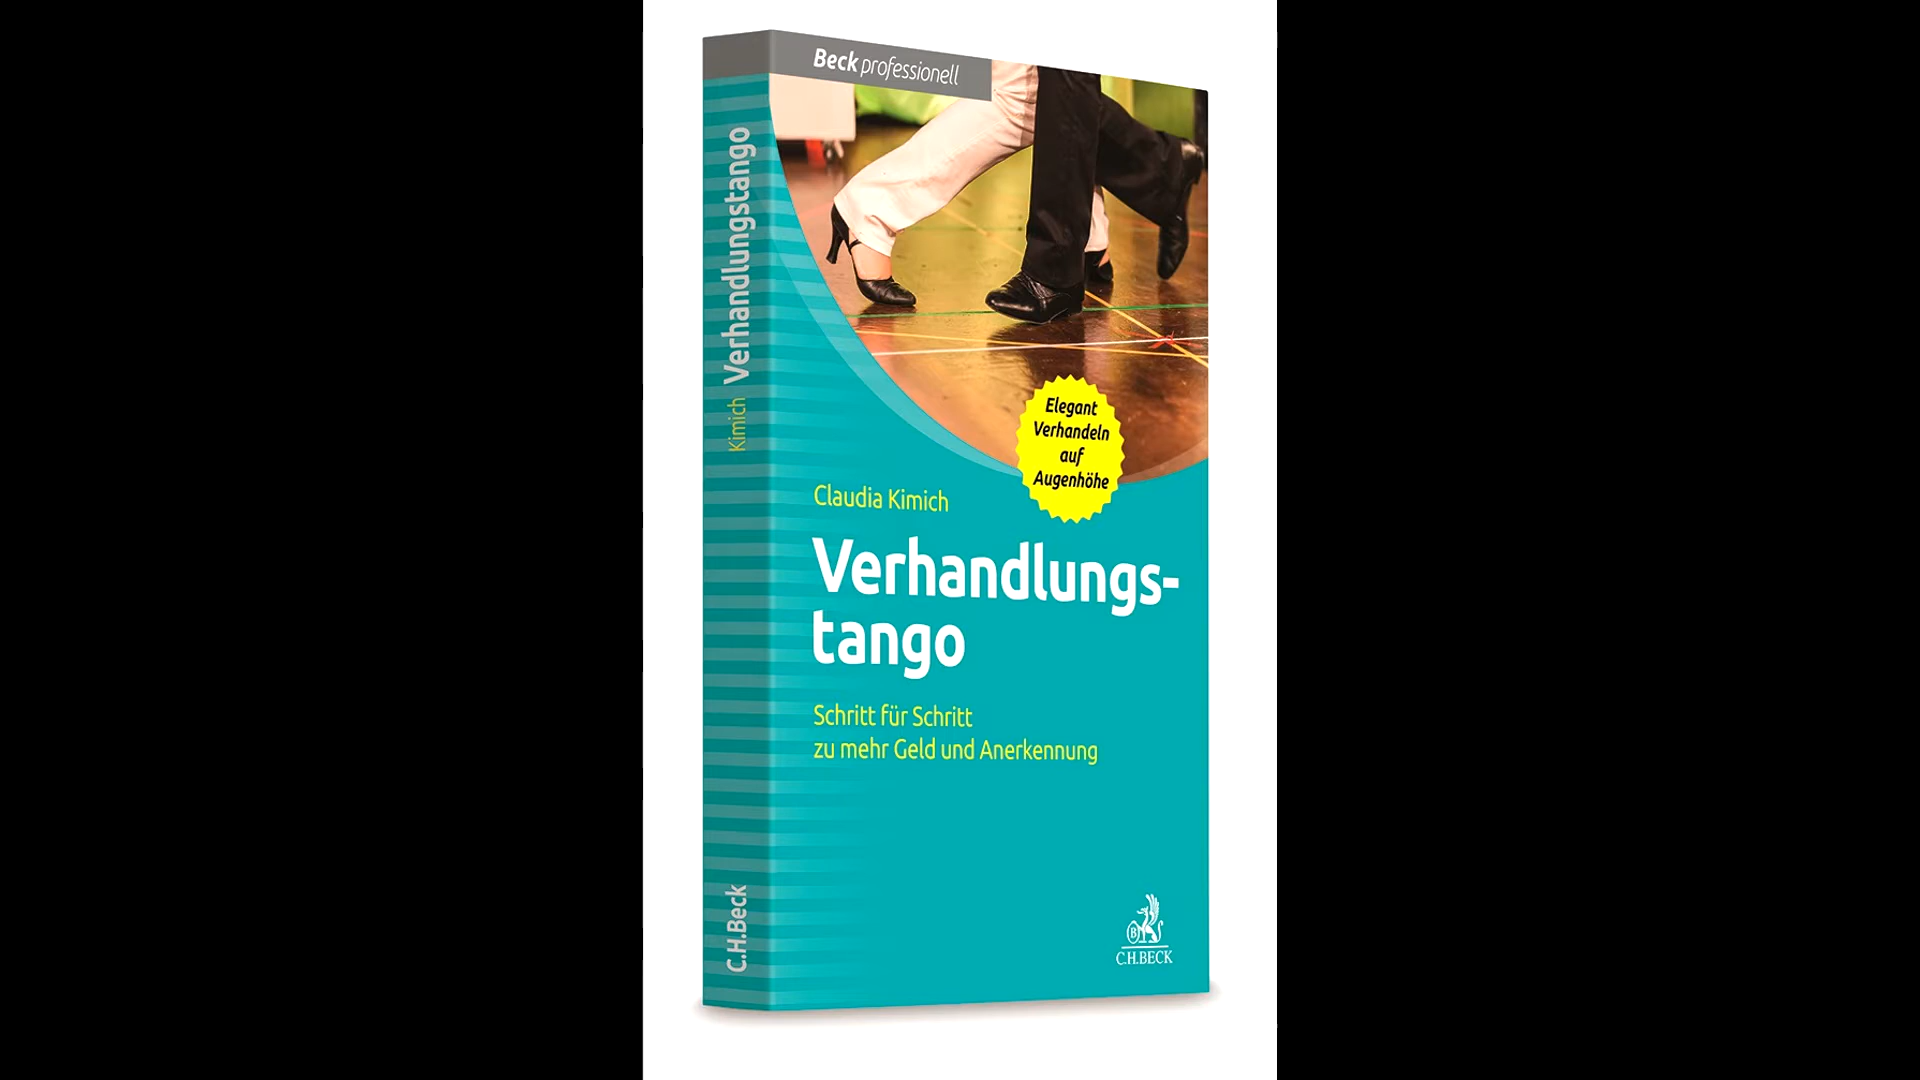 Beck professionell
Kimich Verhandlungstango
C.H.Beck
Elegant
Verhandeln
auf
Augenhöhe
Claudia Kimich
Verhandlungs-
tango
Schritt für Schritt
zu mehr Geld und Anerkennung
B
C.H.BECK